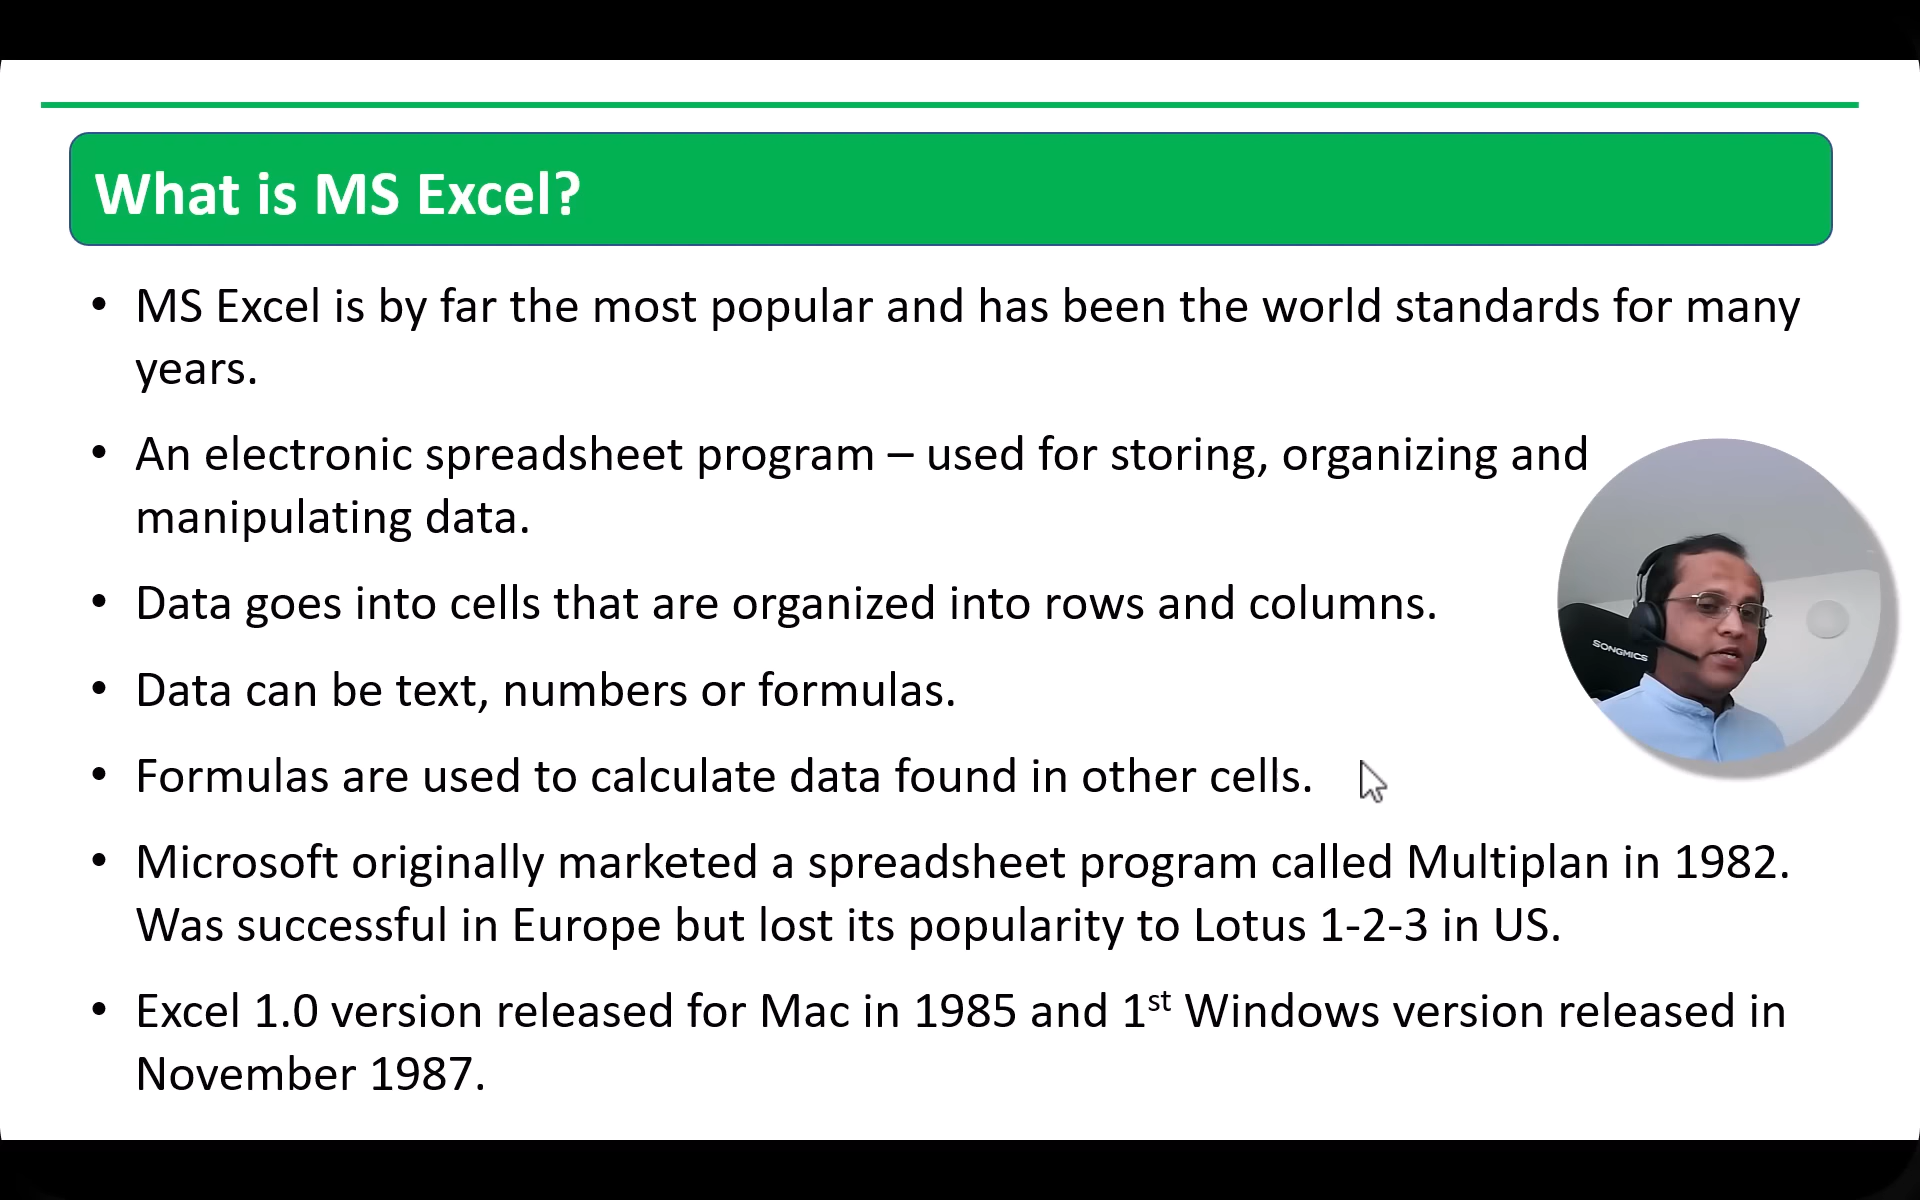 What is MS Excel?
• MS Excel is by far the most popular and has been the world standards for many
years.
• An electronic spreadsheet program – used for storing, organizing and
manipulating data.
• Data goes into cells that are organized into rows and columns.
• Data can be text, numbers or formulas.
• Formulas are used to calculate data found in other cells.
• Microsoft originally marketed a spreadsheet program called Multiplan in 1982.
Was successful in Europe but lost its popularity to Lotus 1-2-3 in US.
• Excel 1.0 version released for Mac in 1985 and 1st Windows version released in
November 1987.
SONGMICS